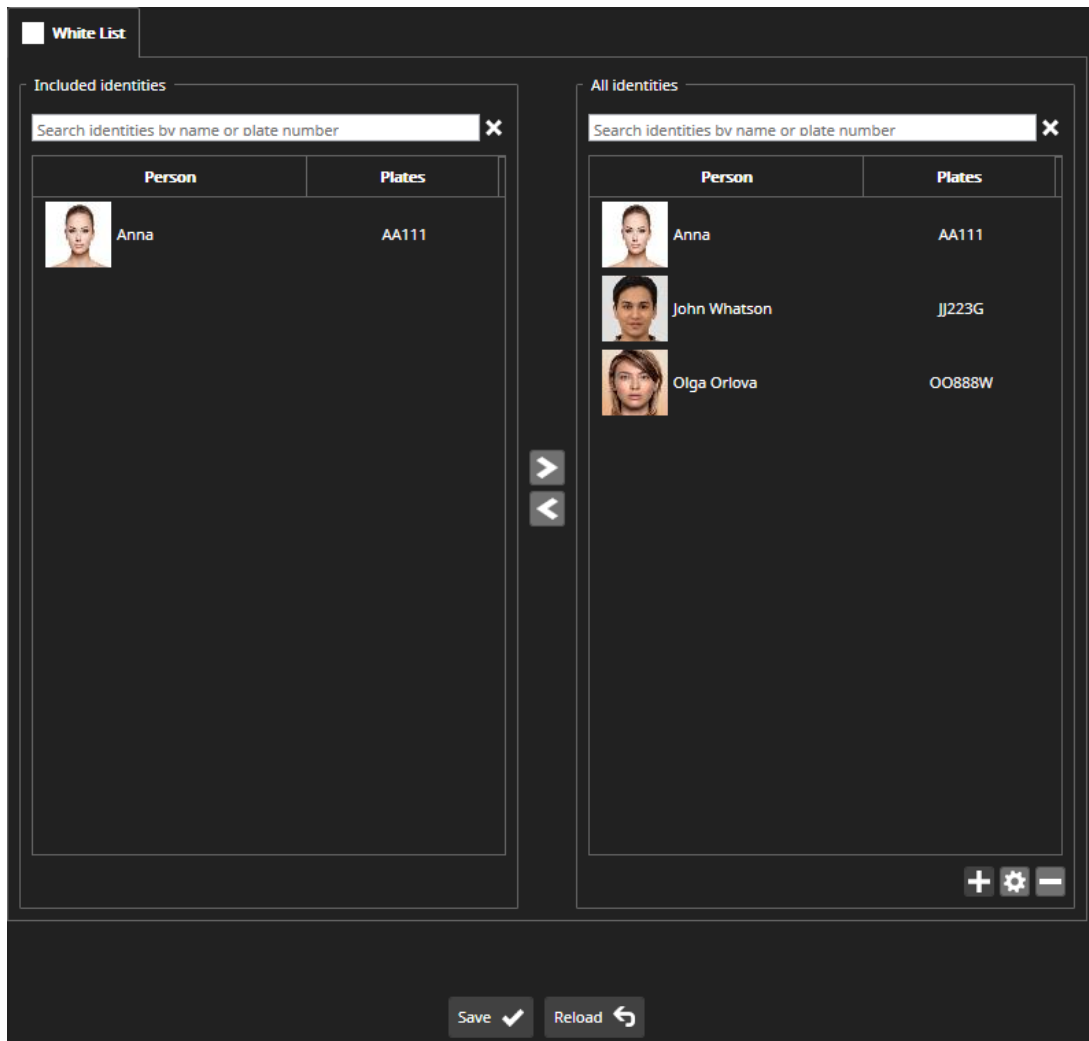 White List
Included identities
Search identities by name or plate number
Person Plates
Anna AA111
All identities
Search identities by name or plate number
Person Plates
Anna AA111
John Whatson JJ223G
Olga Orlova OO888W
Save Reload